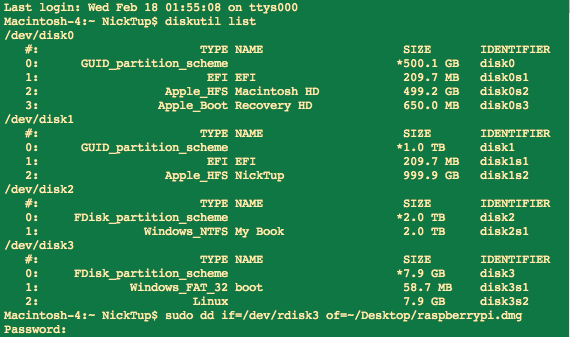 Last login: Wed Feb 18 01:55:08 on ttys000
Macintosh-4:~ NickTup$ diskutil list
/dev/disk0
#: TYPE NAME SIZE IDENTIFIER
0: GUID_partition_scheme *500.1 GB disk0
1: EFI EFI 209.7 MB disk0s1
2: Apple_HFS Macintosh HD 499.2 GB disk0s2
3: Apple_Boot Recovery HD 650.0 MB disk0s3
/dev/disk1
#: TYPE NAME SIZE IDENTIFIER
0: GUID_partition_scheme *1.0 TB disk1
1: EFI EFI 209.7 MB disk1s1
2: Apple_HFS NickTup 999.9 GB disk1s2
/dev/disk2
#: TYPE NAME SIZE IDENTIFIER
0: FDisk_partition_scheme *2.0 TB disk2
1: Windows_NTFS My Book 2.0 TB disk2s1
/dev/disk3
#: TYPE NAME SIZE IDENTIFIER
0: FDisk_partition_scheme *7.9 GB disk3
1: Windows_FAT_32 boot 58.7 MB disk3s1
2: Linux 7.9 GB disk3s2
Macintosh-4:~ NickTup$ sudo dd if=/dev/rdisk3 of=~/Desktop/raspberrypi.dmg
Password: